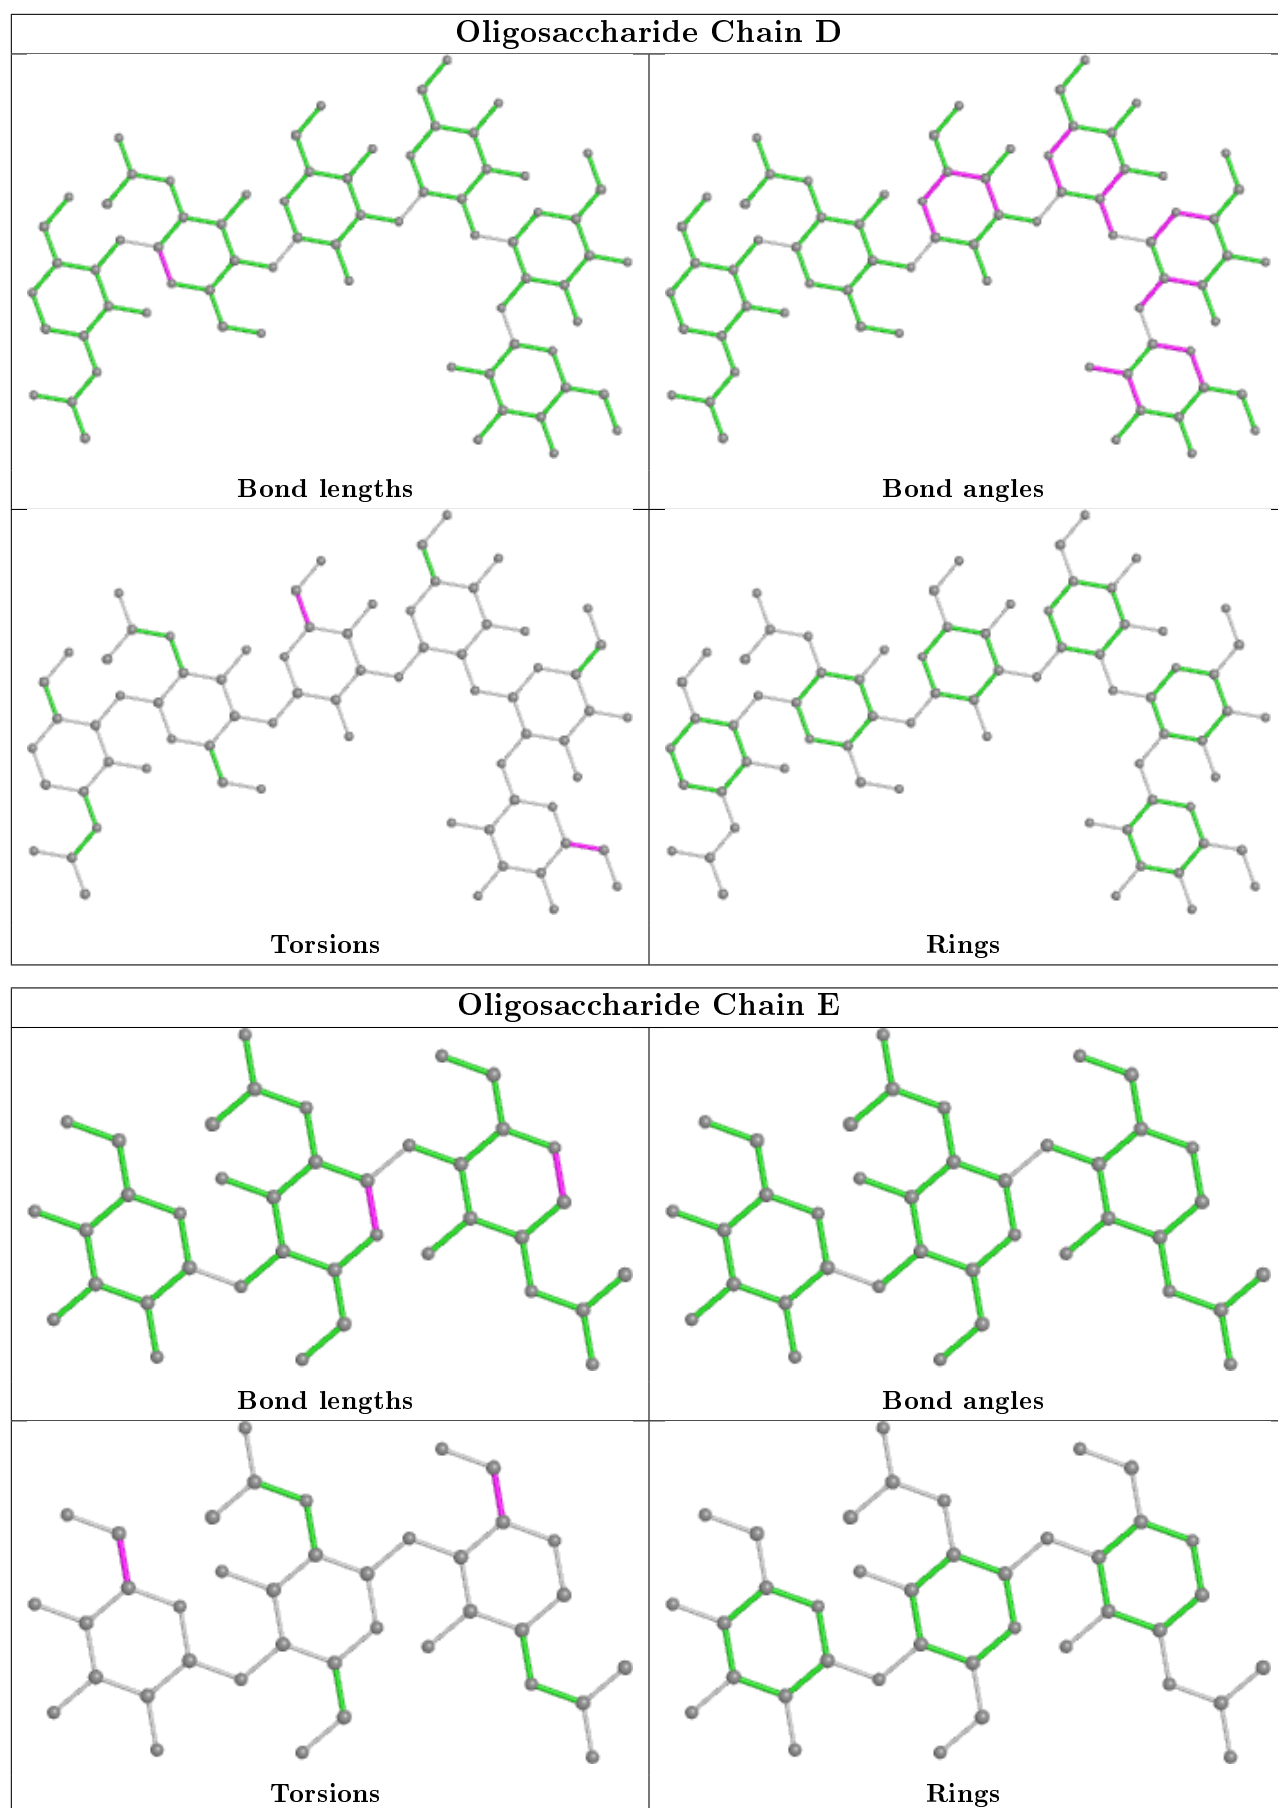 Oligosaccharide Chain D
Bond lengths
Bond angles
Torsions
Rings
Oligosaccharide Chain E
Bond lengths
Bond angles
Torsions
Rings